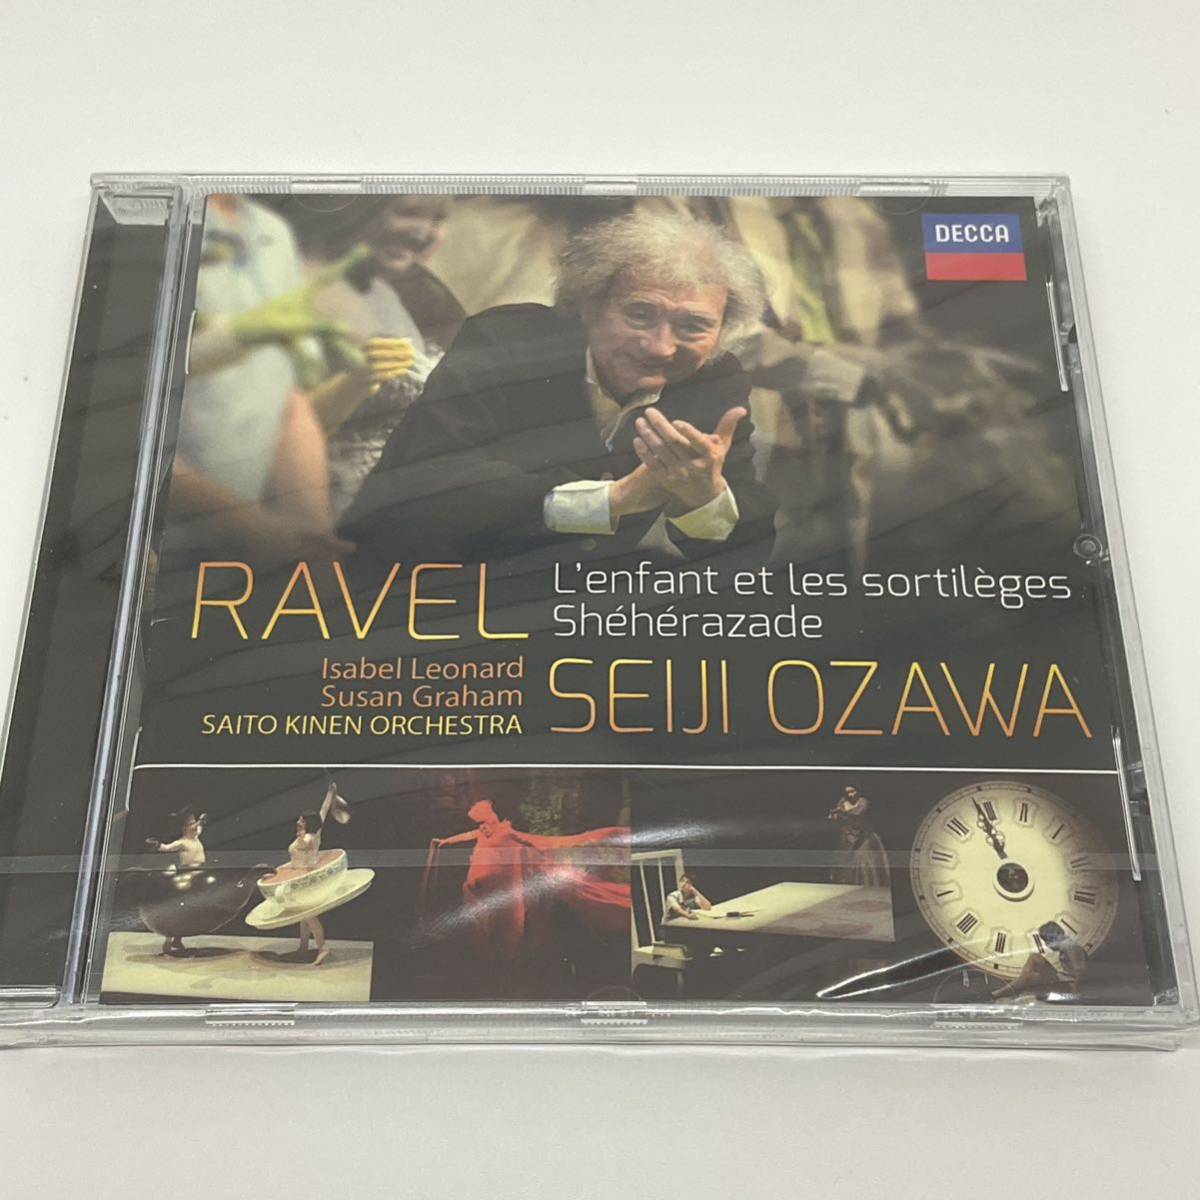 DECCA
RAVEL
L'enfant et les sortilèges
Shéhérazade
Isabel Leonard
Susan Graham
SAITO KINEN ORCHESTRA
SEIJI OZAWA